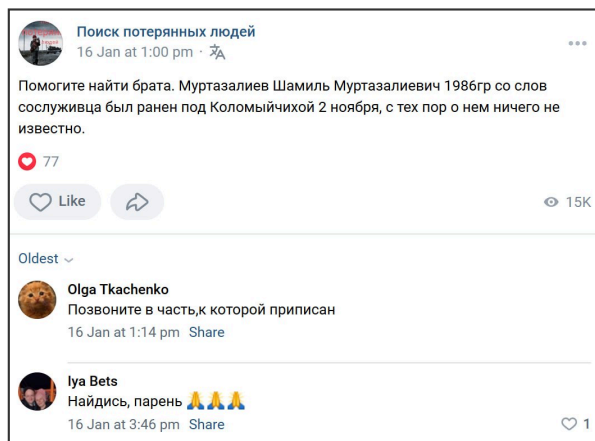 Поиск потерянных людей
16 Jan at 1:00 pm ·
Помогите найти брата. Муртазалиев Шамиль Муртазалиевич 1986гр со слов
сослуживца был ранен под Коломыйчихой 2 ноября, с тех пор о нем ничего не
известно.
77
Like
15K
Oldest
Olga Tkachenko
Позвоните в часть,к которой приписан
16 Jan at 1:14 pm Share
Iya Bets
Найдись, парень 🙏🙏🙏
16 Jan at 3:46 pm Share
1